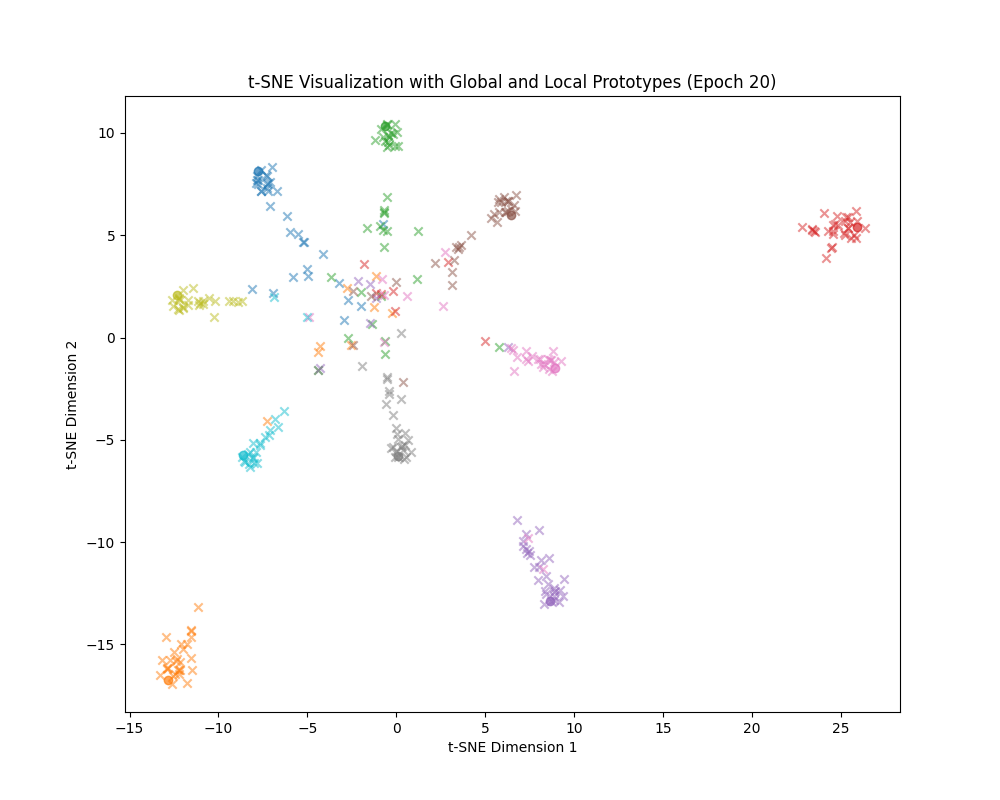 t-SNE Visualization with Global and Local Prototypes (Epoch 20)
10
5
0
−5
−10
−15
t-SNE Dimension 2
−15 −10 −5 0 5 10 15 20 25
t-SNE Dimension 1